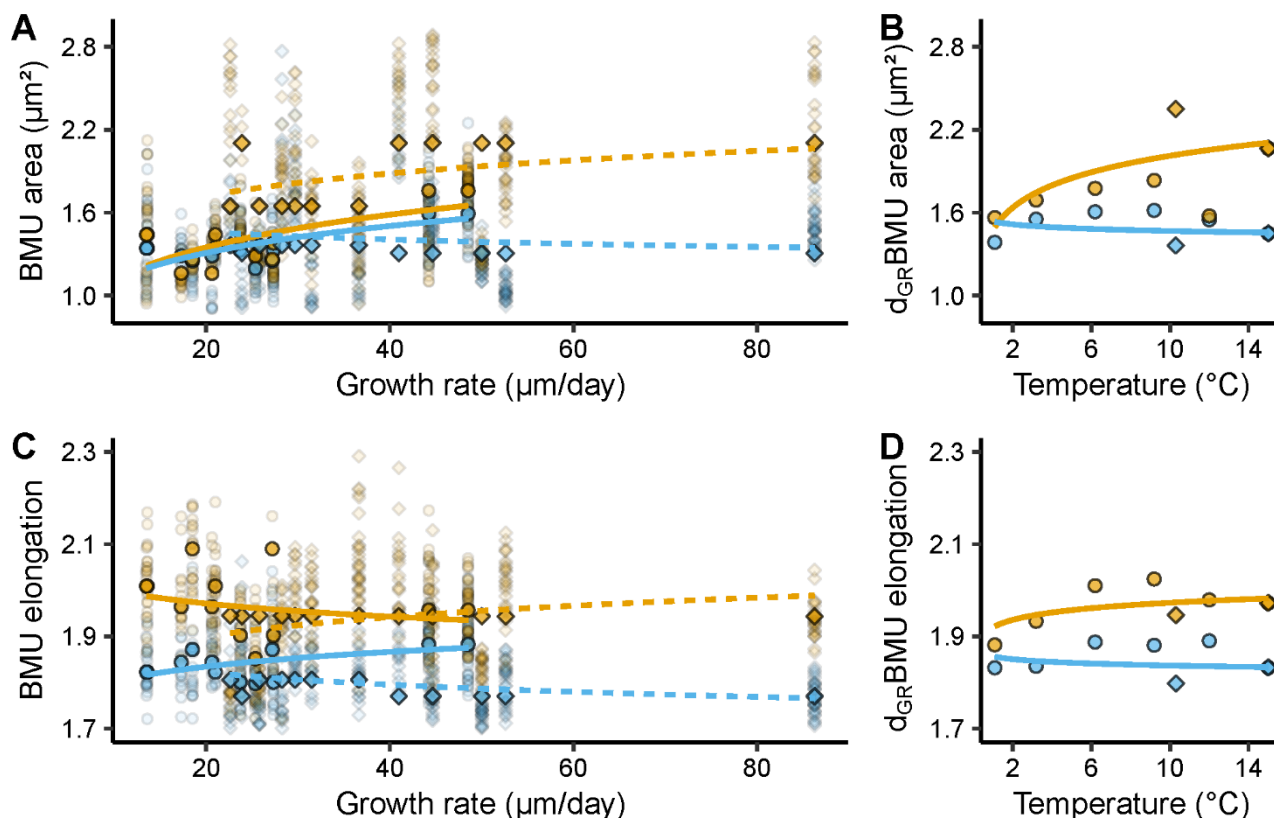 A
BMU area (µm²)
2.8
2.2
1.6
1.0
20
40
60
80
Growth rate (µm/day)
B
dGRBMU area (µm²)
2.8
2.2
1.6
1.0
2
6
10
14
Temperature (°C)
C
BMU elongation
2.3
2.1
1.9
1.7
20
40
60
80
Growth rate (µm/day)
D
dGRBMU elongation
2.3
2.1
1.9
1.7
2
6
10
14
Temperature (°C)